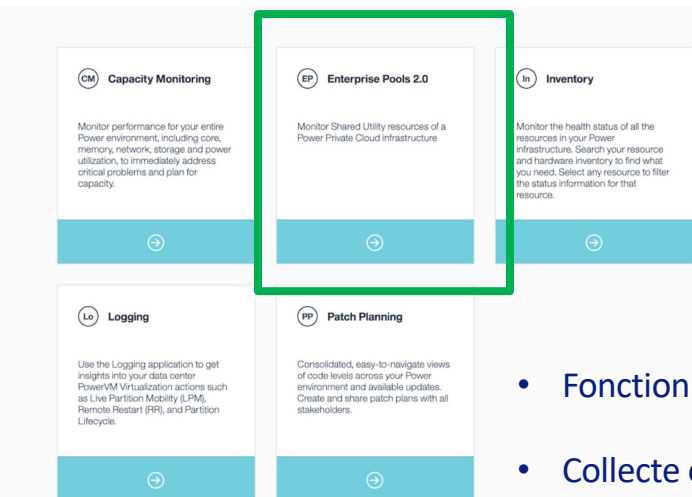 CM Capacity Monitoring
Monitor performance for your entire
Power environment, including core,
memory, network, storage and power
utilization, to immediately address
critical problems and plan for
capacity.
EP Enterprise Pools 2.0
Monitor Shared Utility resources of a
Power Private Cloud infrastructure
In Inventory
Monitor the health status of all the
resources in your Power
infrastructure. Search your resource
and hardware inventory to find what
you need. Select any resource to filter
the status information for that
resource.
Lo Logging
Use the Logging application to get
insights into your data center
PowerVM Virtualization actions such
as Live Partition Mobility (LPM),
Remote Restart (RR), and Partition
Lifecycle.
PP Patch Planning
Consolidated, easy-to-navigate views
of code levels across your Power
environment and available updates.
Create and share patch plans with all
stakeholders.
• Fonction
• Collecte